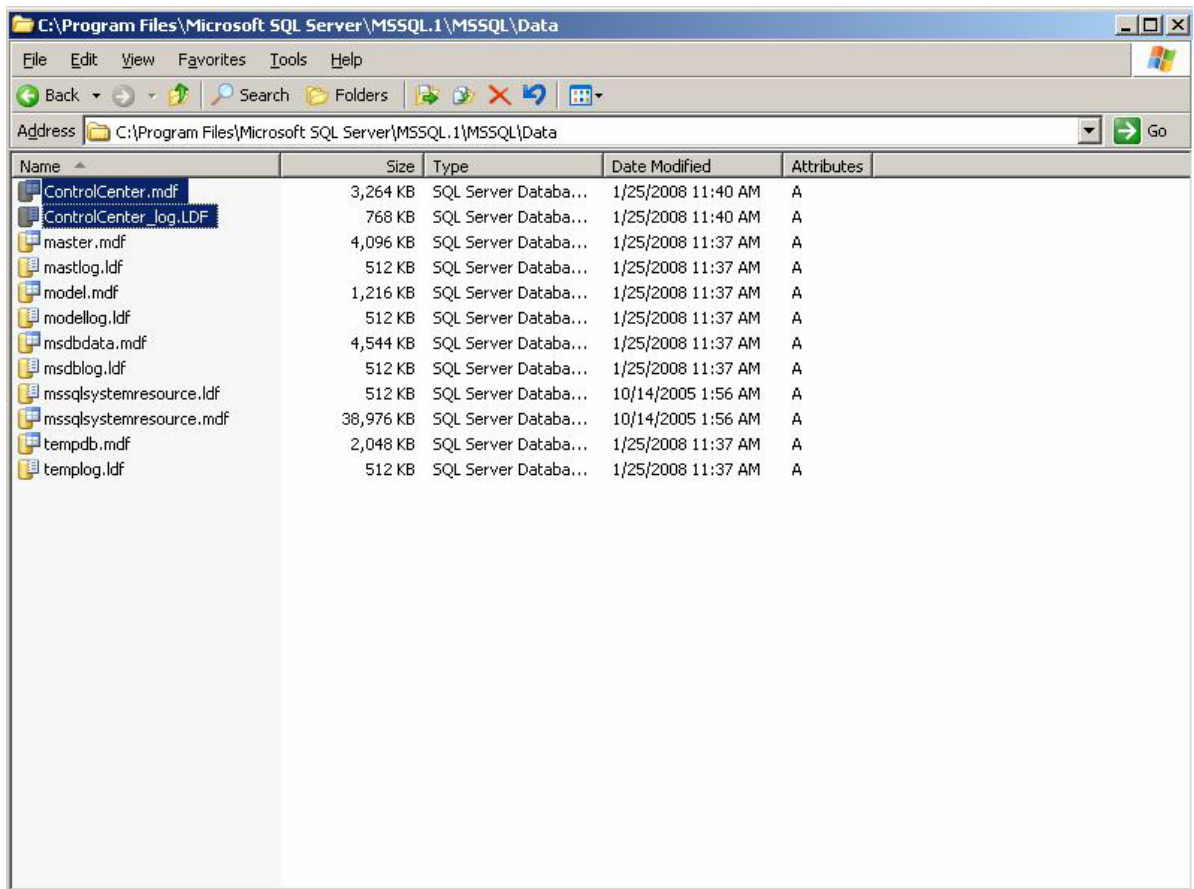 C:\Program Files\Microsoft SQL Server\MSSQL.1\MSSQL\Data
File Edit View Favorites Tools Help
Back Search Folders
Address C:\Program Files\Microsoft SQL Server\MSSQL.1\MSSQL\Data Go
Name Size Type Date Modified Attributes
ControlCenter.mdf 3,264 KB SQL Server Databa... 1/25/2008 11:40 AM A
ControlCenter_log.LDF 768 KB SQL Server Databa... 1/25/2008 11:40 AM A
master.mdf 4,096 KB SQL Server Databa... 1/25/2008 11:37 AM A
mastlog.ldf 512 KB SQL Server Databa... 1/25/2008 11:37 AM A
model.mdf 1,216 KB SQL Server Databa... 1/25/2008 11:37 AM A
modellog.ldf 512 KB SQL Server Databa... 1/25/2008 11:37 AM A
msdbdata.mdf 4,544 KB SQL Server Databa... 1/25/2008 11:37 AM A
msdblog.ldf 512 KB SQL Server Databa... 1/25/2008 11:37 AM A
mssqlsystemresource.ldf 512 KB SQL Server Databa... 10/14/2005 1:56 AM A
mssqlsystemresource.mdf 38,976 KB SQL Server Databa... 10/14/2005 1:56 AM A
tempdb.mdf 2,048 KB SQL Server Databa... 1/25/2008 11:37 AM A
templog.ldf 512 KB SQL Server Databa... 1/25/2008 11:37 AM A